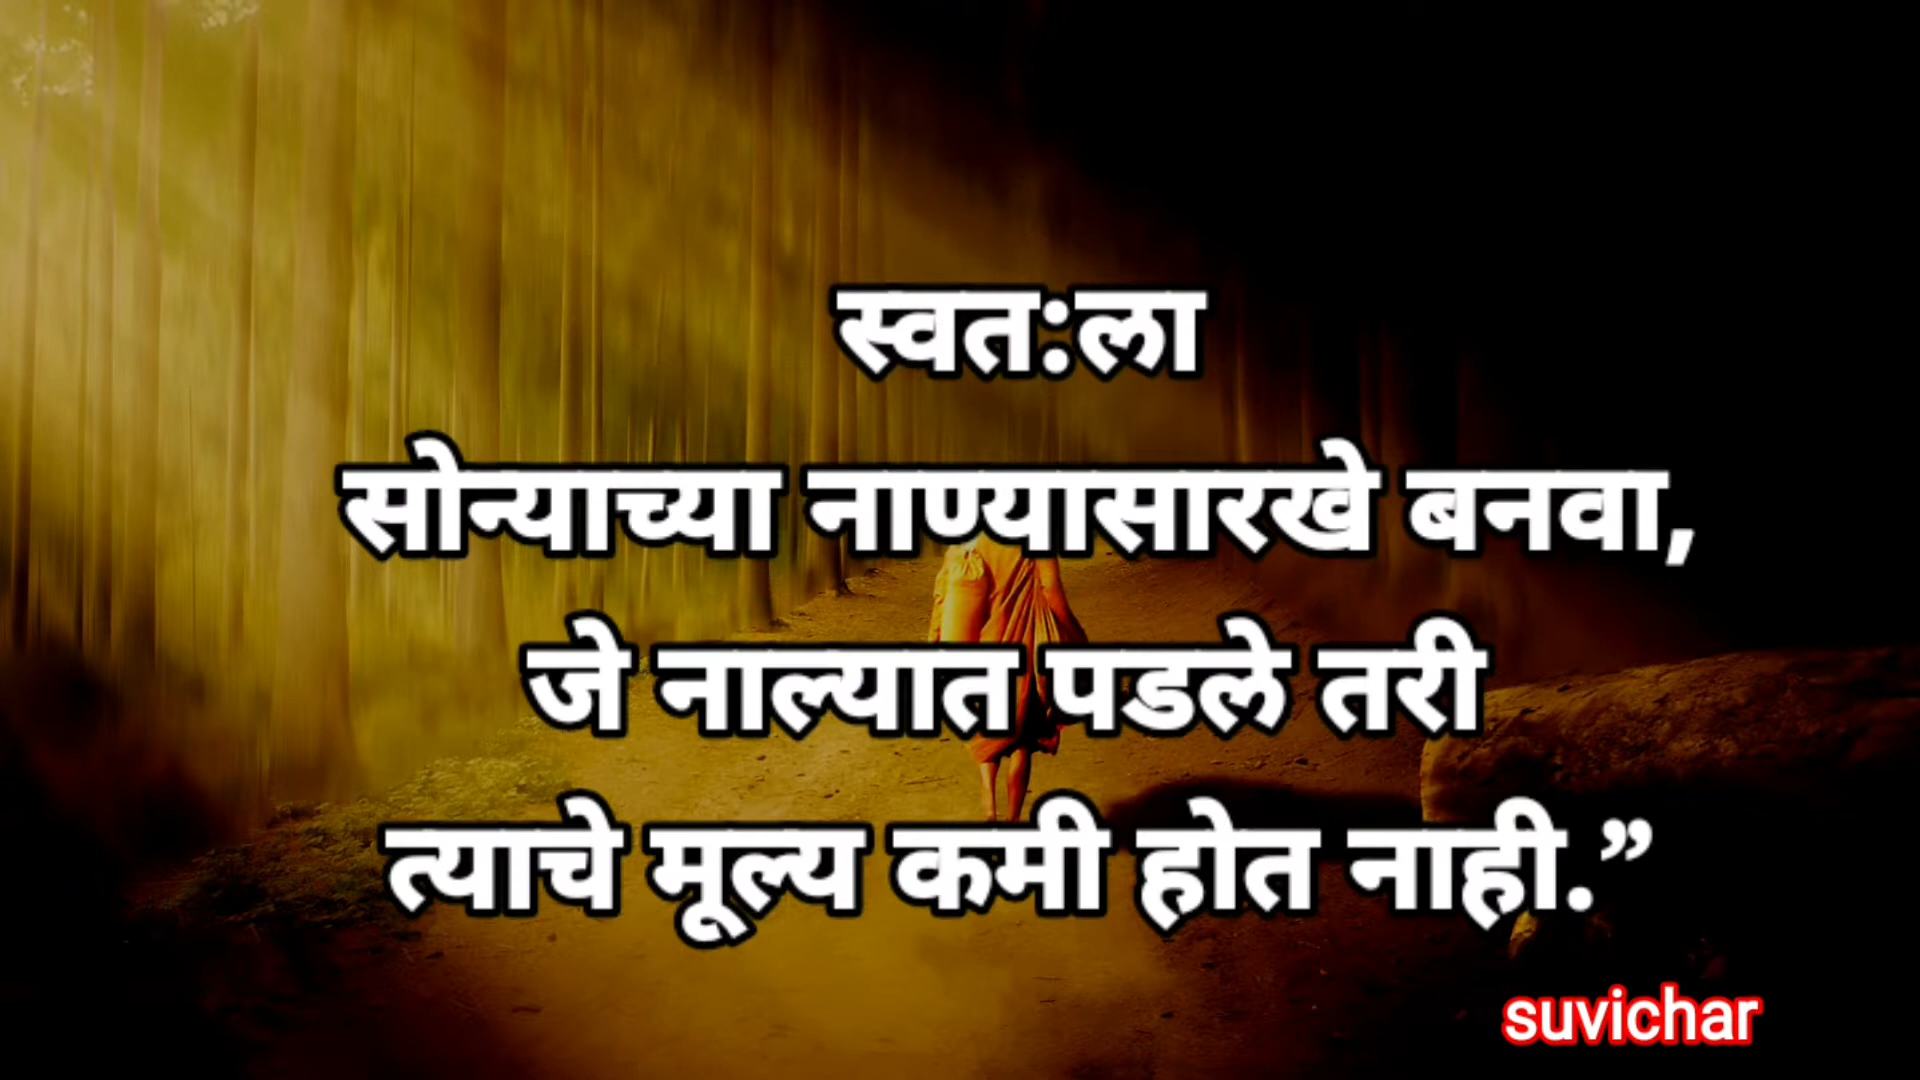 स्वत:ला
सोन्याच्या नाण्यासारखे बनवा,
जे नाल्यात पडले तरी
त्याचे मूल्य कमी होत नाही.”
suvichar